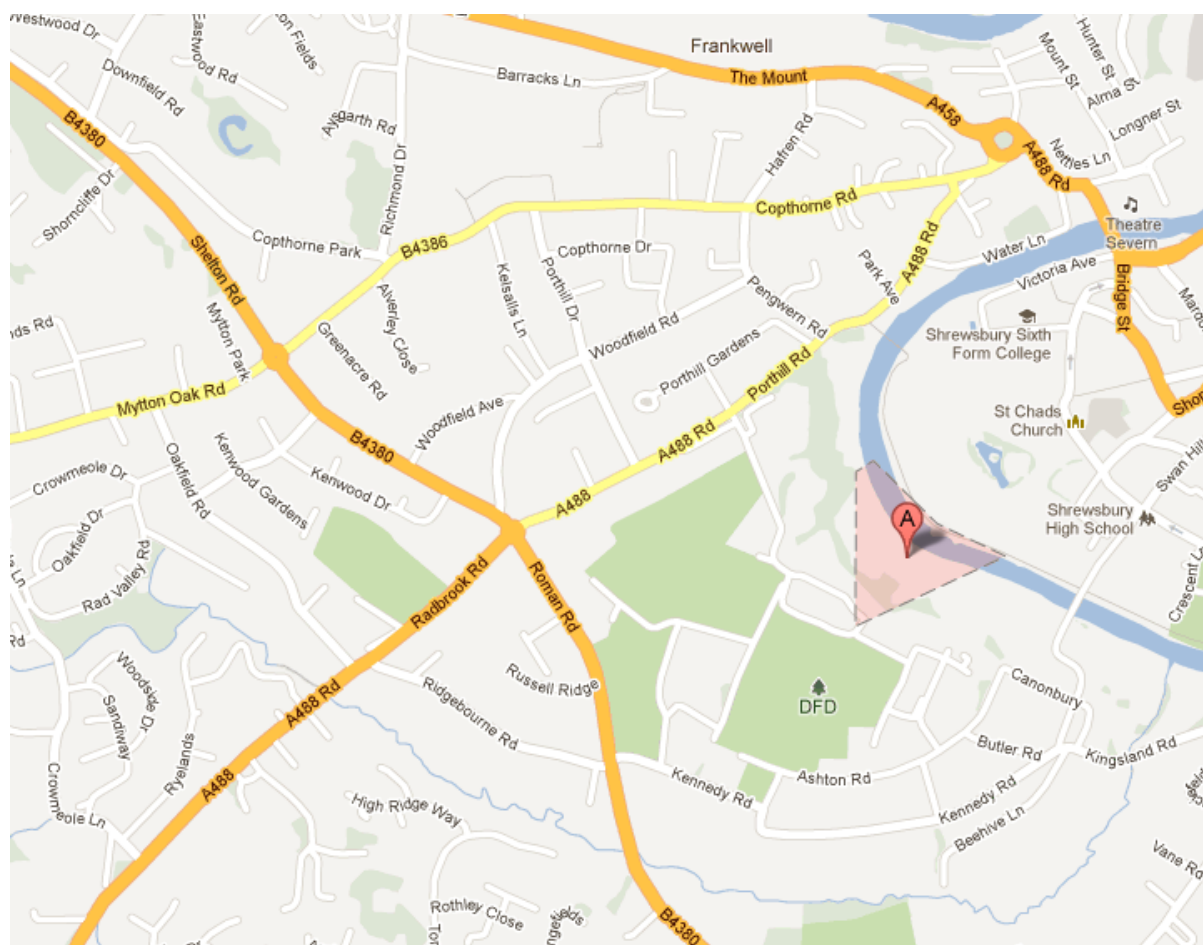 Westwood Dr
Eastwood Rd
Downfield Rd
Frankwell
Barracks Ln
The Mount
A458
Mount St
Hunter St
Alma St
Longner St
Nettles Ln
A488 Rd
B4380
Aysgarth Rd
Richmond Dr
Hafren Rd
Shorncliffe Dr
Copthorne Park
B4386
Copthorne Rd
Copthorne Dr
A488 Rd
Water Ln
Theatre
Severn
Victoria Ave
Bridge St
Shelton Rd
Mytton Park
Alverley Close
Greenacre Rd
Kelsalls Ln
Porthill Dr
Woodfield Rd
Pengwern Rd
Park Ave
Porthill Gardens
Porthill Rd
Shrewsbury Sixth
Form College
St Chads
Church
Mytton Oak Rd
Woodfield Ave
B4380
A488 Rd
Swan Hill
Crowmeole Dr
Oakfield Rd
Kenwood Gardens
Kenwood Dr
A488
A
Shrewsbury
High School
Oakfield Dr
Rad Valley Rd
Radbrook Rd
Roman Rd
Rd
Woodside Dr
Sandiway
Ryelands
A488 Rd
Russell Ridge
Ridgebourne Rd
DFD
Canonbury
Butler Rd
Kingsland Rd
Ashton Rd
Kennedy Rd
Kennedy Rd
Beehive Ln
A488
Crowmeole Ln
High Ridge Way
Vane Rd
Rothley Close
B4380